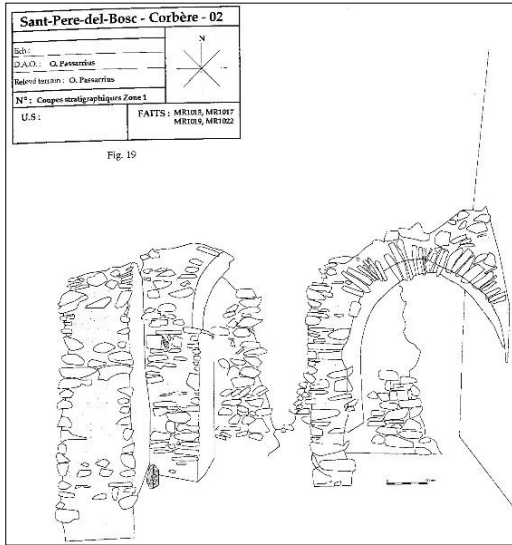 Sant-Pere-del-Bosc - Corbère - 02
N
Ech :
D.A.O. : O. Passarrius
Relevé terrain : O. Passarrius
N° : Coupes stratigraphiques Zone 1
U.S :
FAITS : MR1018, MR1017
MR1019, MR1022
Fig. 19